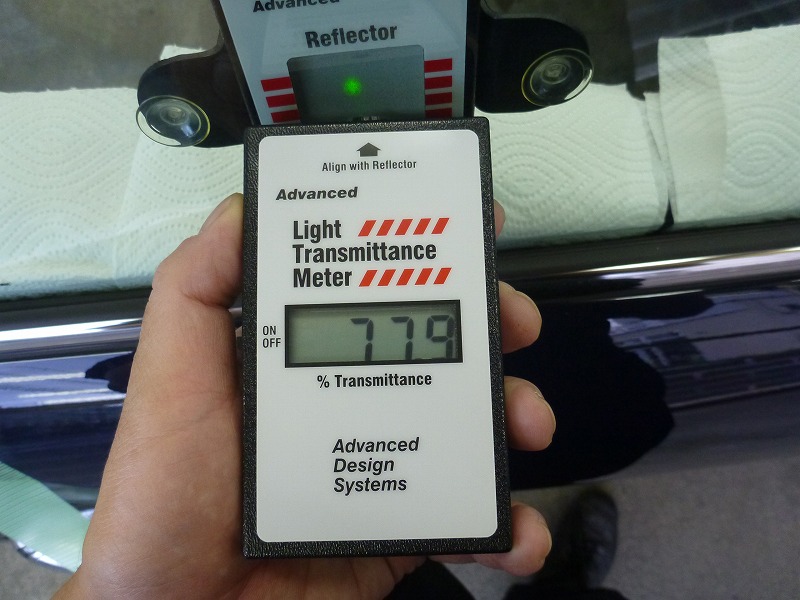 Advanced
Reflector
Align with Reflector
Advanced
Light
Transmittance
Meter
ON
OFF
77.9
% Transmittance
Advanced
Design
Systems